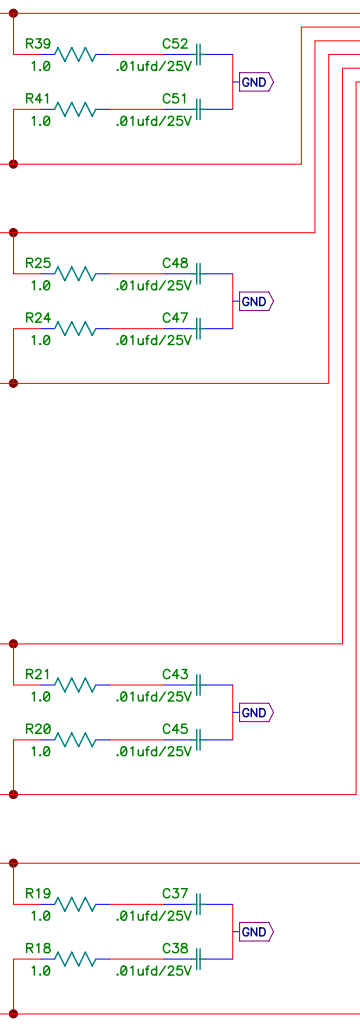 R39 C52
1.0 .01ufd/25V
GND
R41 C51
1.0 .01ufd/25V
R25 C48
1.0 .01ufd/25V
GND
R24 C47
1.0 .01ufd/25V
R21 C43
1.0 .01ufd/25V
GND
R20 C45
1.0 .01ufd/25V
R19 C37
1.0 .01ufd/25V
GND
R18 C38
1.0 .01ufd/25V